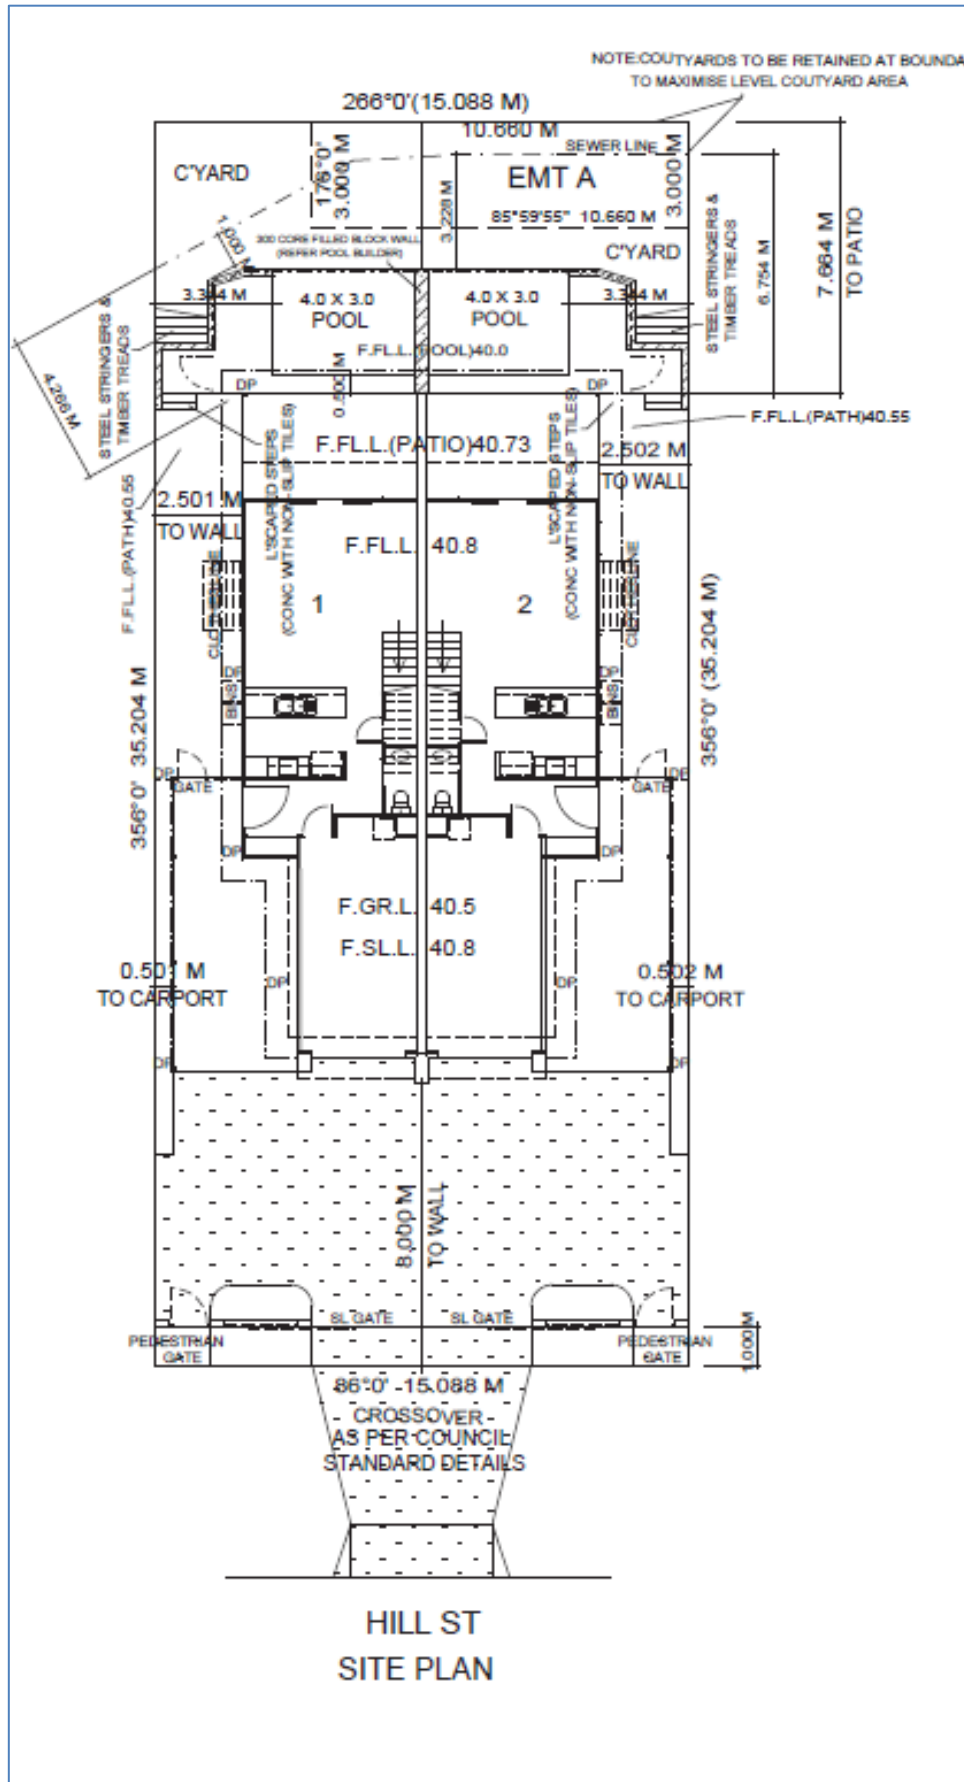 NOTE:COUTYARDS TO BE RETAINED AT BOUNDA
TO MAXIMISE LEVEL COUTYARD AREA
266°0'(15.088 M)
10.660 M
SEWER LINE
C'YARD
176°0'
3.000 M
EMT A
3.000 M
3.228 M
85°59'55" 10.660 M
C'YARD
1.000 M
300 CORE FILLED BLOCK WALL
(REFER POOL BUILDER)
6.754 M
7.664 M
TO PATIO
STEEL STRINGERS &
TIMBER TREADS
3.344 M
4.0 X 3.0
POOL
4.0 X 3.0
POOL
3.344 M
STEEL STRINGERS &
TIMBER TREADS
F.FL.L.(POOL)40.0
4.266 M
DP
0.500 M
DP
F.FL.L.(PATH)40.55
F.FL.L.(PATIO)40.73
L'SCAPED STEPS
(CONC WITH NON-SLIP TILES)
L'SCAPED STEPS
(CONC WITH NON-SLIP TILES)
2.502 M
TO WALL
2.501 M
TO WALL
F.FL.L.(PATH)40.55
F.FL.L. 40.8
CLOTHESLINE
1
2
CLOTHESLINE
DP
DP
BINS
BINS
356°0' 35.204 M
356°0' (35.204 M)
DP
GATE
GATE
DP
DP
DP
F.GR.L. 40.5
F.SL.L. 40.8
0.501 M
TO CARPORT
DP
DP
0.502 M
TO CARPORT
DP
DP
8.000 M
TO WALL
SL GATE
SL GATE
PEDESTRIAN
GATE
PEDESTRIAN
GATE
1.000 M
86°0' -15.088 M
CROSSOVER
AS PER COUNCIL
STANDARD DETAILS
HILL ST
SITE PLAN